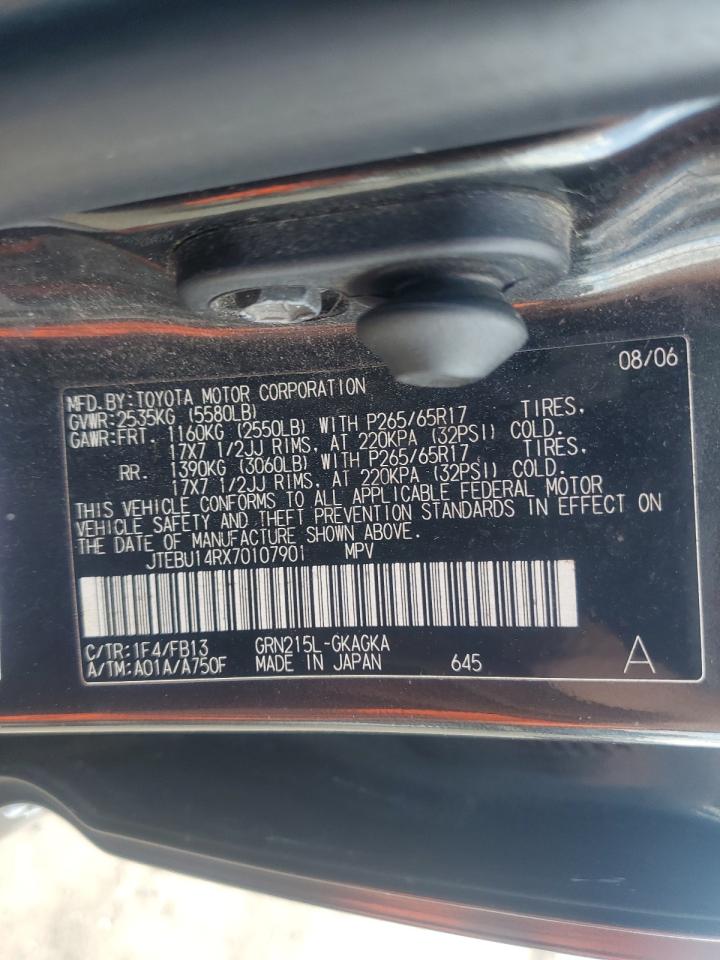 08/06
MFD. BY: TOYOTA MOTOR CORPORATION
GVWR: 2535KG (5580LB)
GAWR: FRT. 1160KG (2550LB) WITH P265/65R17 TIRES,
17X7 1/2JJ RIMS, AT 220KPA (32PSI) COLD.
RR. 1390KG (3060LB) WITH P265/65R17 TIRES,
17X7 1/2JJ RIMS, AT 220KPA (32PSI) COLD.
THIS VEHICLE CONFORMS TO ALL APPLICABLE FEDERAL MOTOR
VEHICLE SAFETY AND THEFT PREVENTION STANDARDS IN EFFECT ON
THE DATE OF MANUFACTURE SHOWN ABOVE.
JTEBU14RX70107901 MPV
C/TR: 1F4/FB13 GRN215L-GKAGKA
A/TM: A01A/A750F MADE IN JAPAN 645 A